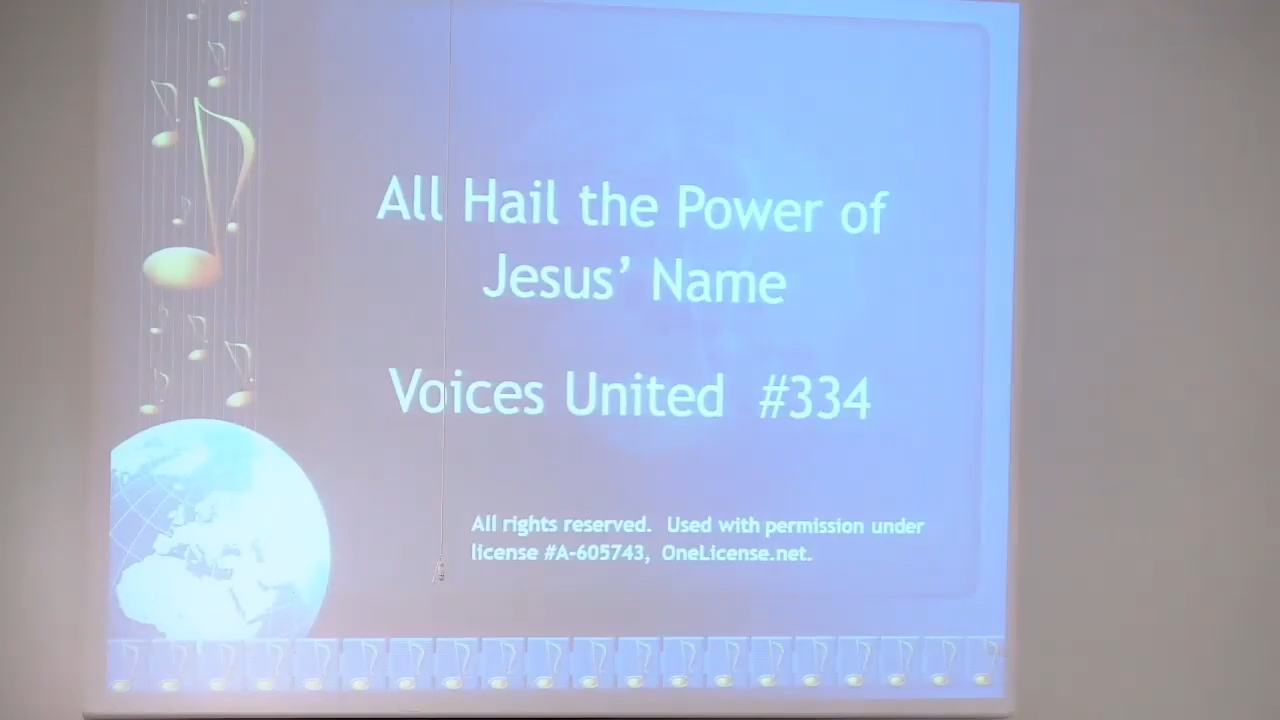 All Hail the Power of
Jesus’ Name
Voices United #334
All rights reserved. Used with permission under
license #A-605743, OneLicense.net.